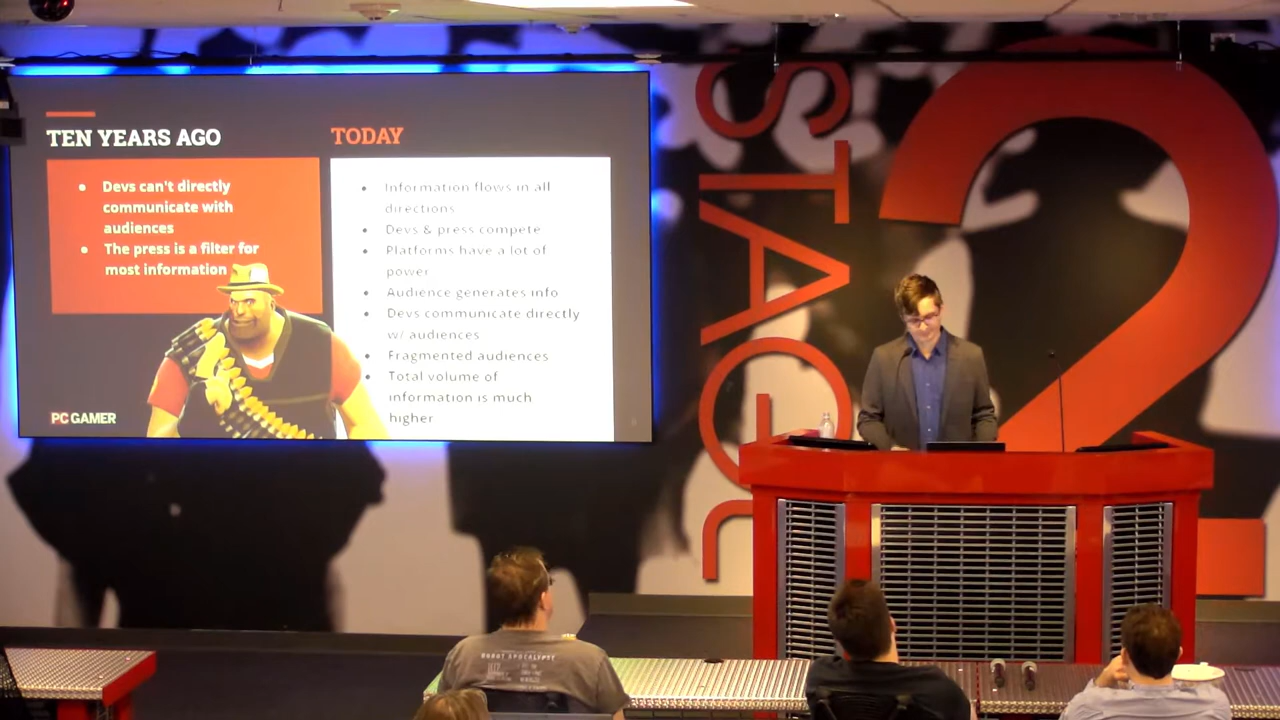 TEN YEARS AGO
Devs can't directly
communicate with
audiences
The press is a filter for
most information
PC GAMER
TODAY
Information flows in all
directions
Devs & press compete
Platforms have a lot of
power
Audience generates info
Devs communicate directly
w/ audiences
Fragmented audiences
Total volume of
information is much
higher
STAGE
2